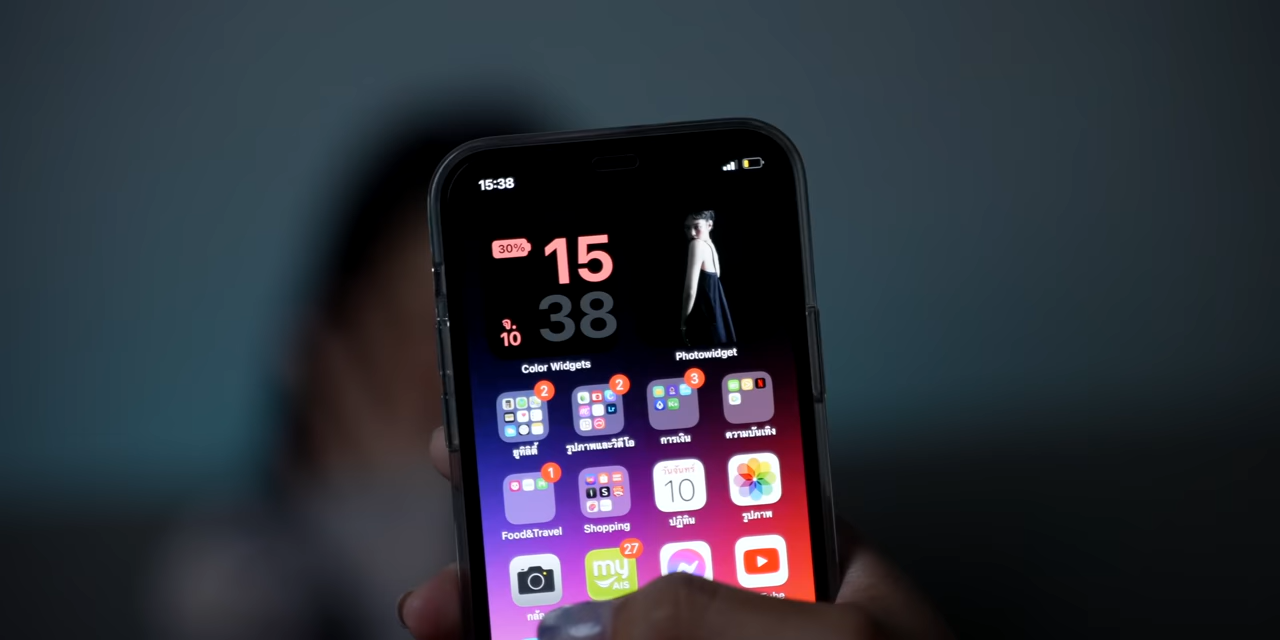 15:38
30%
15
38
จ.
10
Color Widgets
Photowidget
2
2
3
Lr
N
ยูทิลิตี้
รูปภาพและวิดีโอ
การเงิน
ความบันเทิง
1
S
วันจันทร์
10
Food&Travel
Shopping
ปฏิทิน
รูปภาพ
27
my
AIS